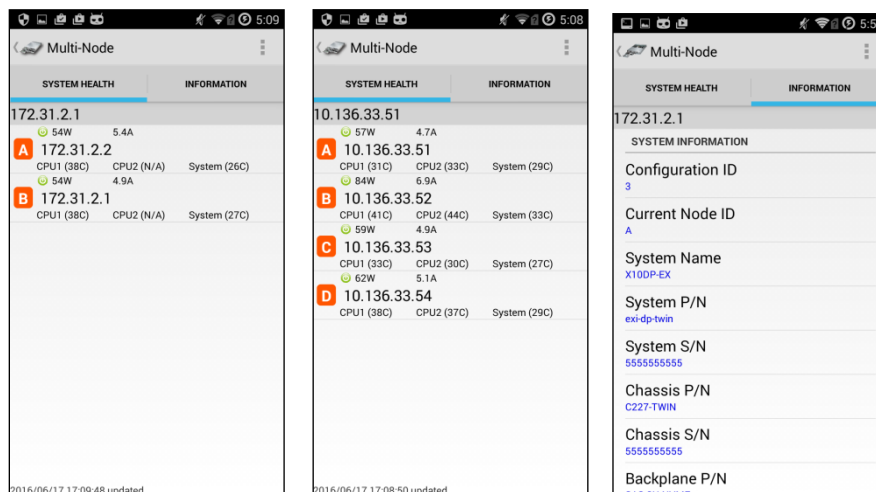 5:09
Multi-Node
SYSTEM HEALTH INFORMATION
172.31.2.1
54W 5.4A
A 172.31.2.2
CPU1 (38C) CPU2 (N/A) System (26C)
54W 4.9A
B 172.31.2.1
CPU1 (38C) CPU2 (N/A) System (27C)
2016/06/17 17:09:48 updated
5:08
Multi-Node
SYSTEM HEALTH INFORMATION
10.136.33.51
57W 4.7A
A 10.136.33.51
CPU1 (31C) CPU2 (33C) System (29C)
84W 6.9A
B 10.136.33.52
CPU1 (41C) CPU2 (44C) System (33C)
59W 4.9A
C 10.136.33.53
CPU1 (33C) CPU2 (30C) System (27C)
62W 5.1A
D 10.136.33.54
CPU1 (38C) CPU2 (37C) System (29C)
2016/06/17 17:08:50 updated
5:5
Multi-Node
SYSTEM HEALTH INFORMATION
172.31.2.1
SYSTEM INFORMATION
Configuration ID
3
Current Node ID
A
System Name
X10DP-EX
System P/N
exi-dp-twin
System S/N
5555555555
Chassis P/N
C227-TWIN
Chassis S/N
5555555555
Backplane P/N